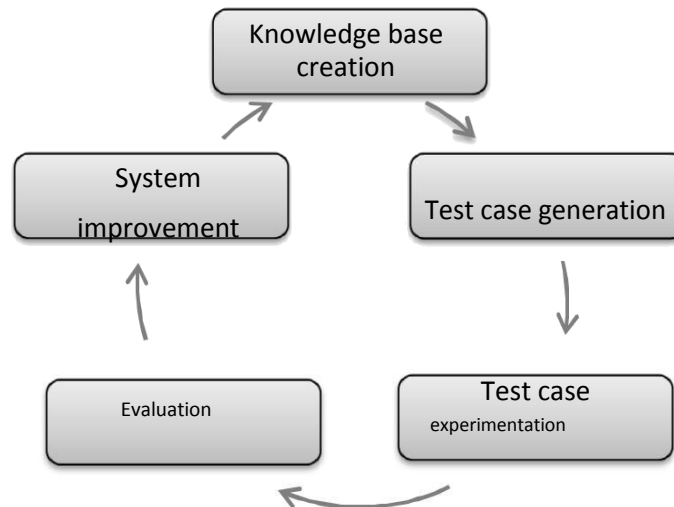 Knowledge base
creation
System
improvement
Test case generation
Evaluation
Test case
experimentation